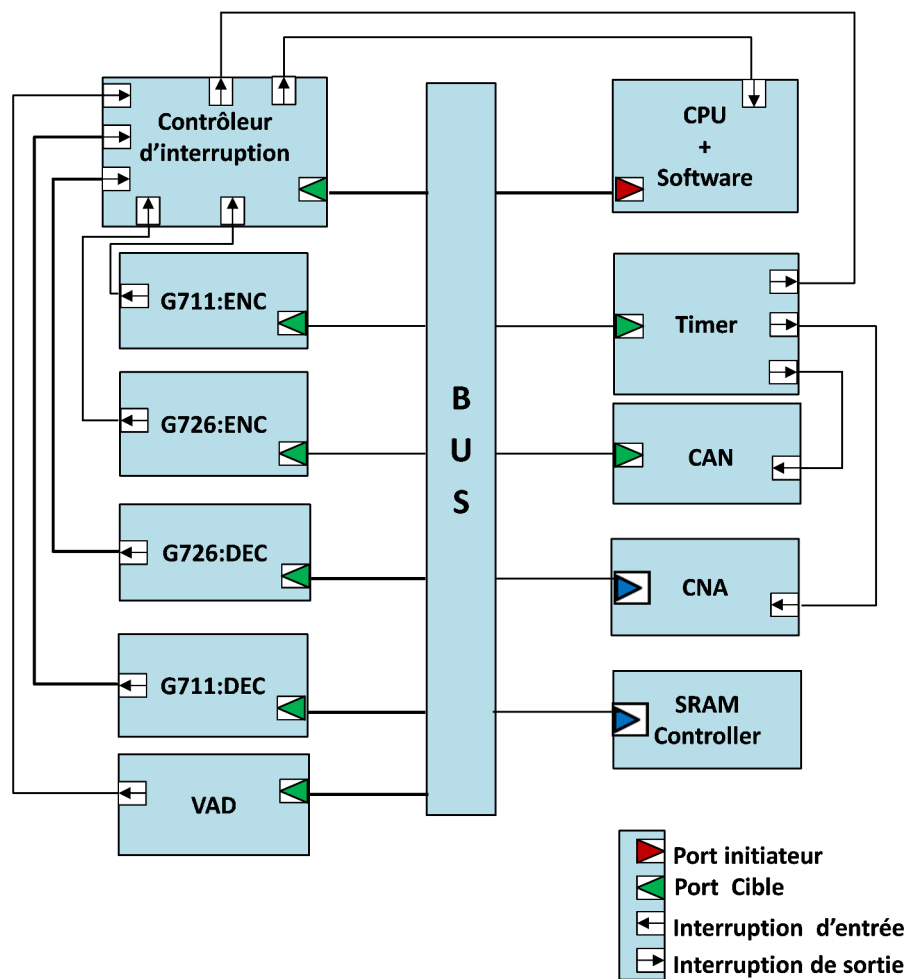 Contrôleur
d’interruption
CPU
+
Software
G711:ENC
Timer
B
U
S
G726:ENC
CAN
G726:DEC
CNA
G711:DEC
SRAM
Controller
VAD
Port initiateur
Port Cible
Interruption d’entrée
Interruption de sortie